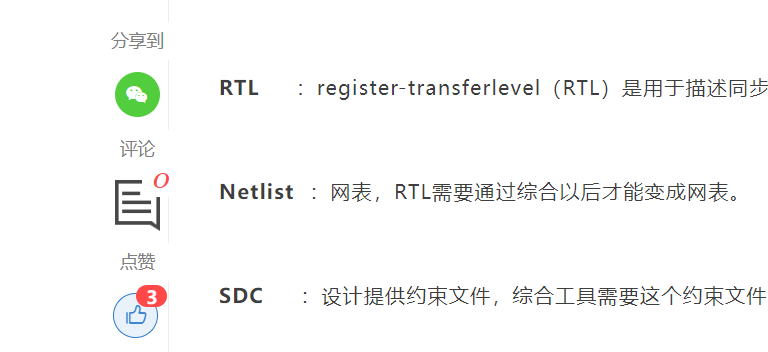 分享到
RTL ：register-transferlevel（RTL）是用于描述同步
评论
0
Netlist ：网表，RTL需要通过综合以后才能变成网表。
点赞
3
SDC ：设计提供约束文件，综合工具需要这个约束文件